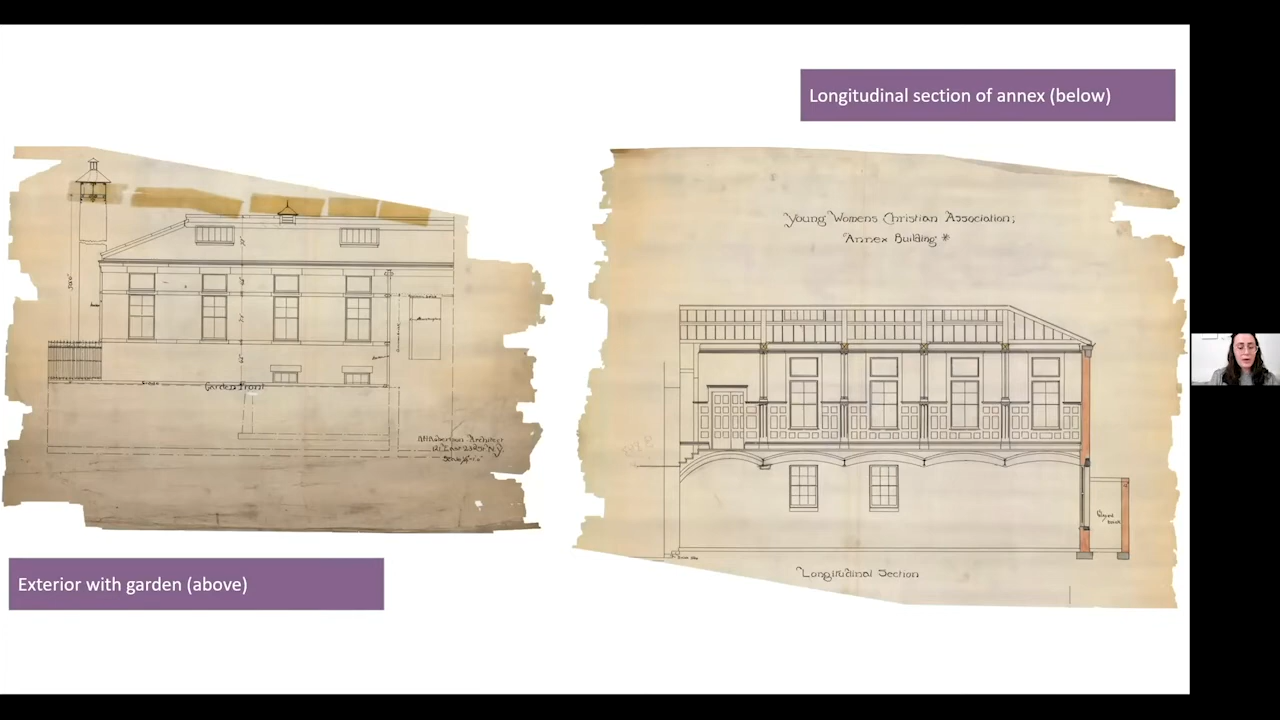 Longitudinal section of annex (below)
Young Womens Christian Association;
Annex Building *
Garden Front
Architect
Longitudinal Section
Exterior with garden (above)